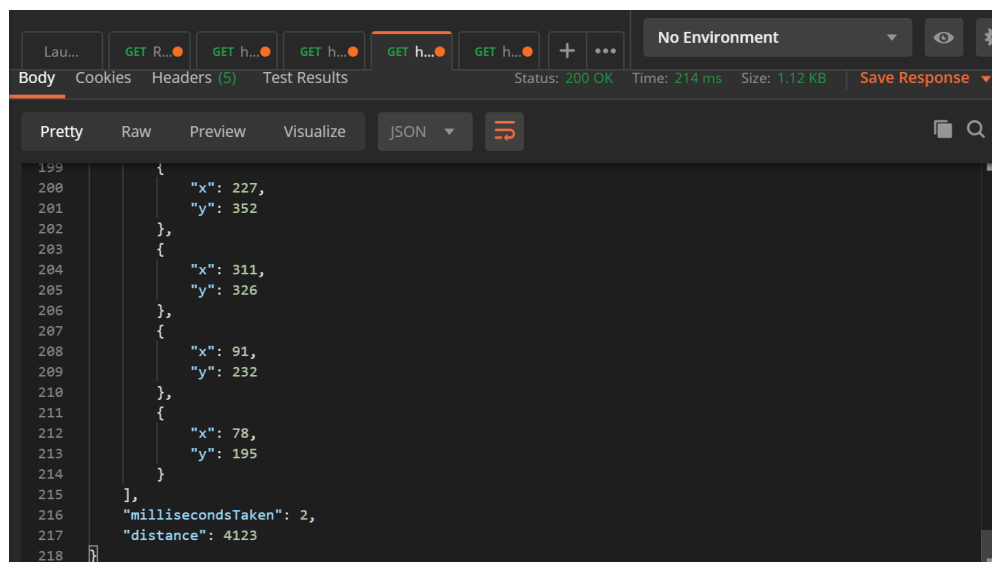 Lau... GET R... GET h... GET h... GET h... GET h... + ••• No Environment
Body Cookies Headers (5) Test Results Status: 200 OK Time: 214 ms Size: 1.12 KB Save Response
Pretty Raw Preview Visualize JSON
199 {
200 "x": 227,
201 "y": 352
202 },
203 {
204 "x": 311,
205 "y": 326
206 },
207 {
208 "x": 91,
209 "y": 232
210 },
211 {
212 "x": 78,
213 "y": 195
214 }
215 ],
216 "millisecondsTaken": 2,
217 "distance": 4123
218 }